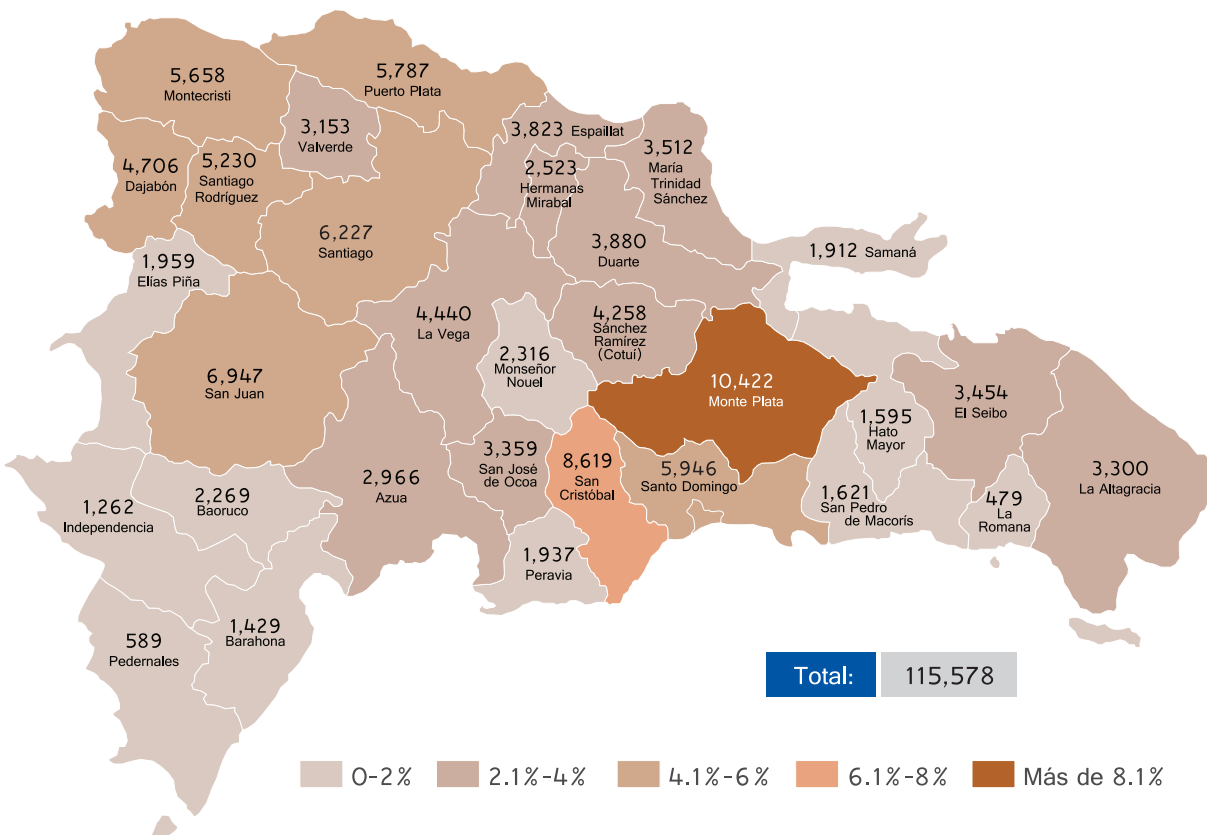 5,658
Montecristi
5,787
Puerto Plata
3,153
Valverde
3,823 Espaillat
3,512
María
Trinidad
Sánchez
4,706
Dajabón
5,230
Santiago
Rodríguez
2,523
Hermanas
Mirabal
6,227
Santiago
3,880
Duarte
1,912 Samaná
1,959
Elías Piña
4,440
La Vega
4,258
Sánchez
Ramírez
(Cotuí)
2,316
Monseñor
Nouel
6,947
San Juan
10,422
Monte Plata
3,454
El Seibo
1,595
Hato
Mayor
3,359
San José
de Ocoa
8,619
San
Cristóbal
5,946
Santo Domingo
2,966
Azua
3,300
La Altagracia
1,262
Independencia
2,269
Baoruco
1,621
San Pedro
de Macorís
479
La
Romana
1,937
Peravia
589
Pedernales
1,429
Barahona
Total: 115,578
0-2% 2.1%-4% 4.1%-6% 6.1%-8% Más de 8.1%